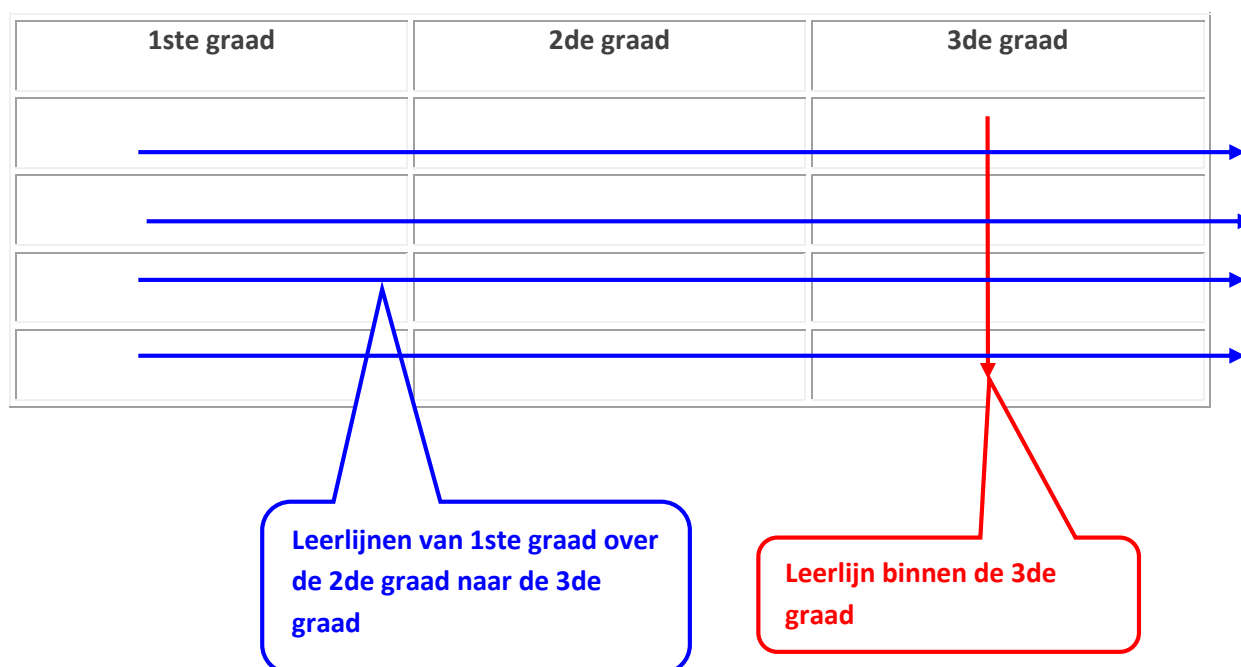 1ste graad
2de graad
3de graad
Leerlijnen van 1ste graad over
de 2de graad naar de 3de
graad
Leerlijn binnen de 3de
graad